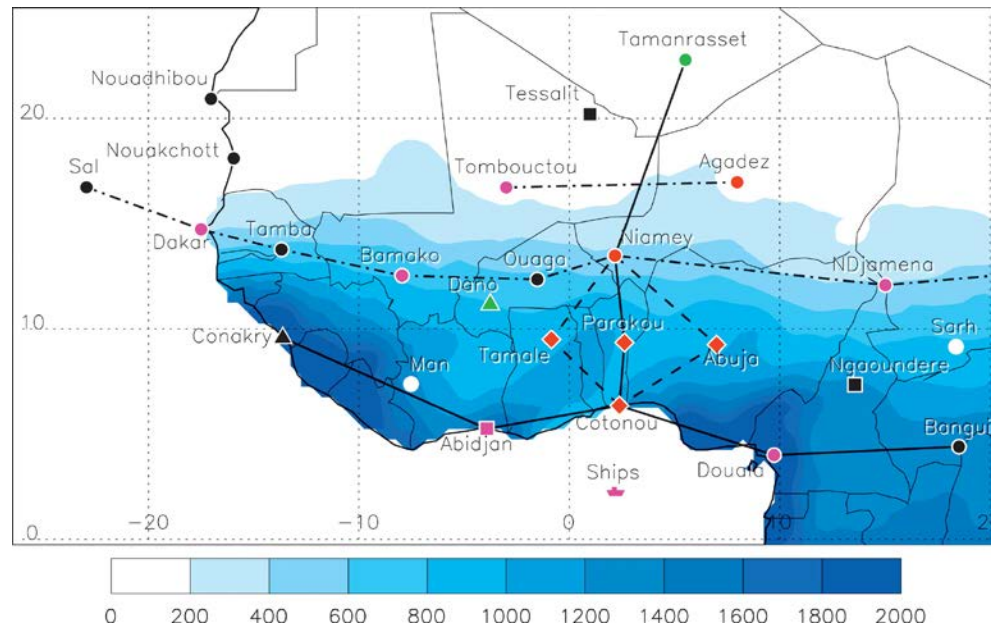 Tamanrasset
Nouadhibou
Tessalit
20
Nouakchott
Sal
Tombouctou
Agadez
Dakar
Tamba
Niamey
Bamako
Ouaga
NDjamena
Dano
10
Conakry
Parakou
Sarh
Tamale
Abuja
Man
Ngaoundere
Cotonou
Abidjan
Bangui
Douala
Ships
-20 -10 0 10 20
0
0 200 400 600 800 1000 1200 1400 1600 1800 2000